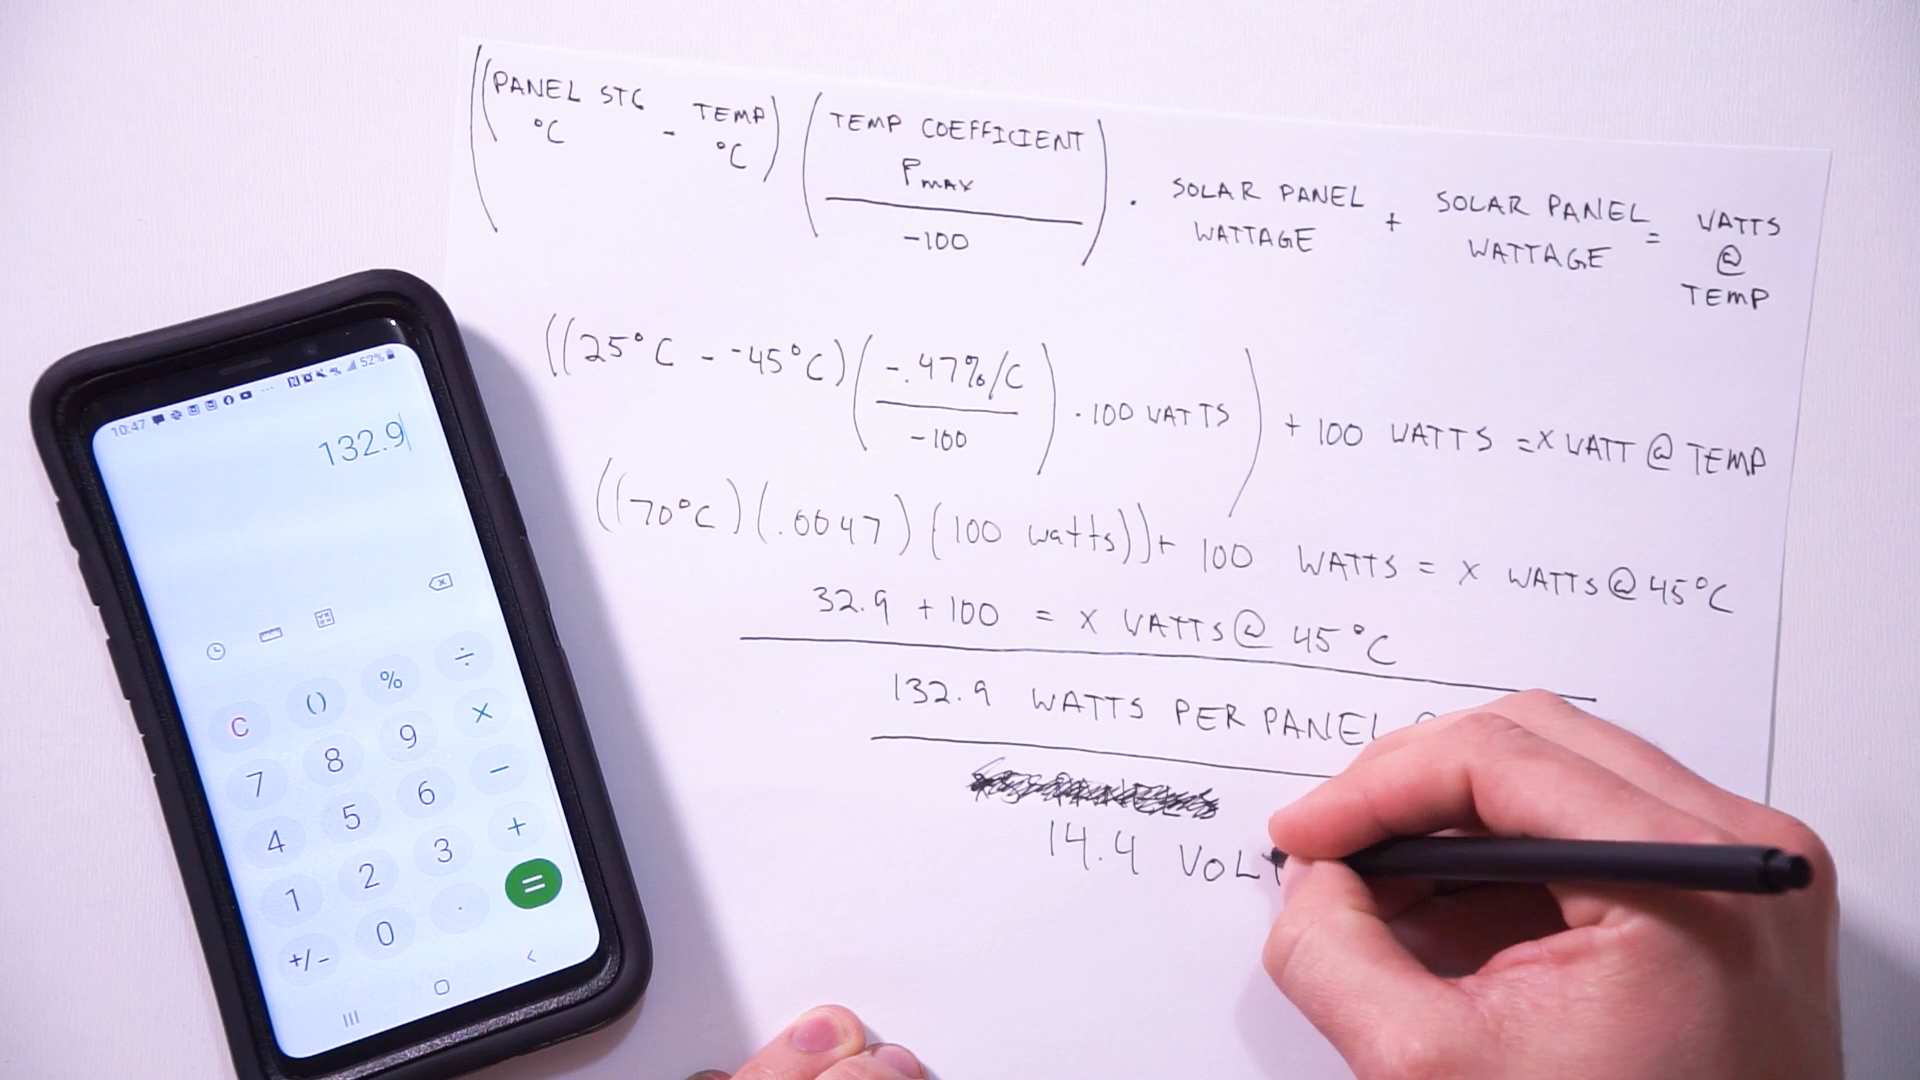 ((PANEL STC °C - TEMP °C)(TEMP COEFFICIENT PMAX / -100) · SOLAR PANEL WATTAGE + SOLAR PANEL WATTAGE = WATTS @ TEMP
((25°C - -45°C)(-.47%/C / -100) · 100 WATTS) + 100 WATTS = X WATT @ TEMP
((70°C)(.0047)(100 watts)) + 100 WATTS = X WATTS @ 45°C
32.9 + 100 = X WATTS @ 45°C
132.9 WATTS PER PANEL
14.4 VOLT
10:47 52%
132.9
C () % ÷
7 8 9 ×
4 5 6 −
1 2 3 +
+/− 0 . =